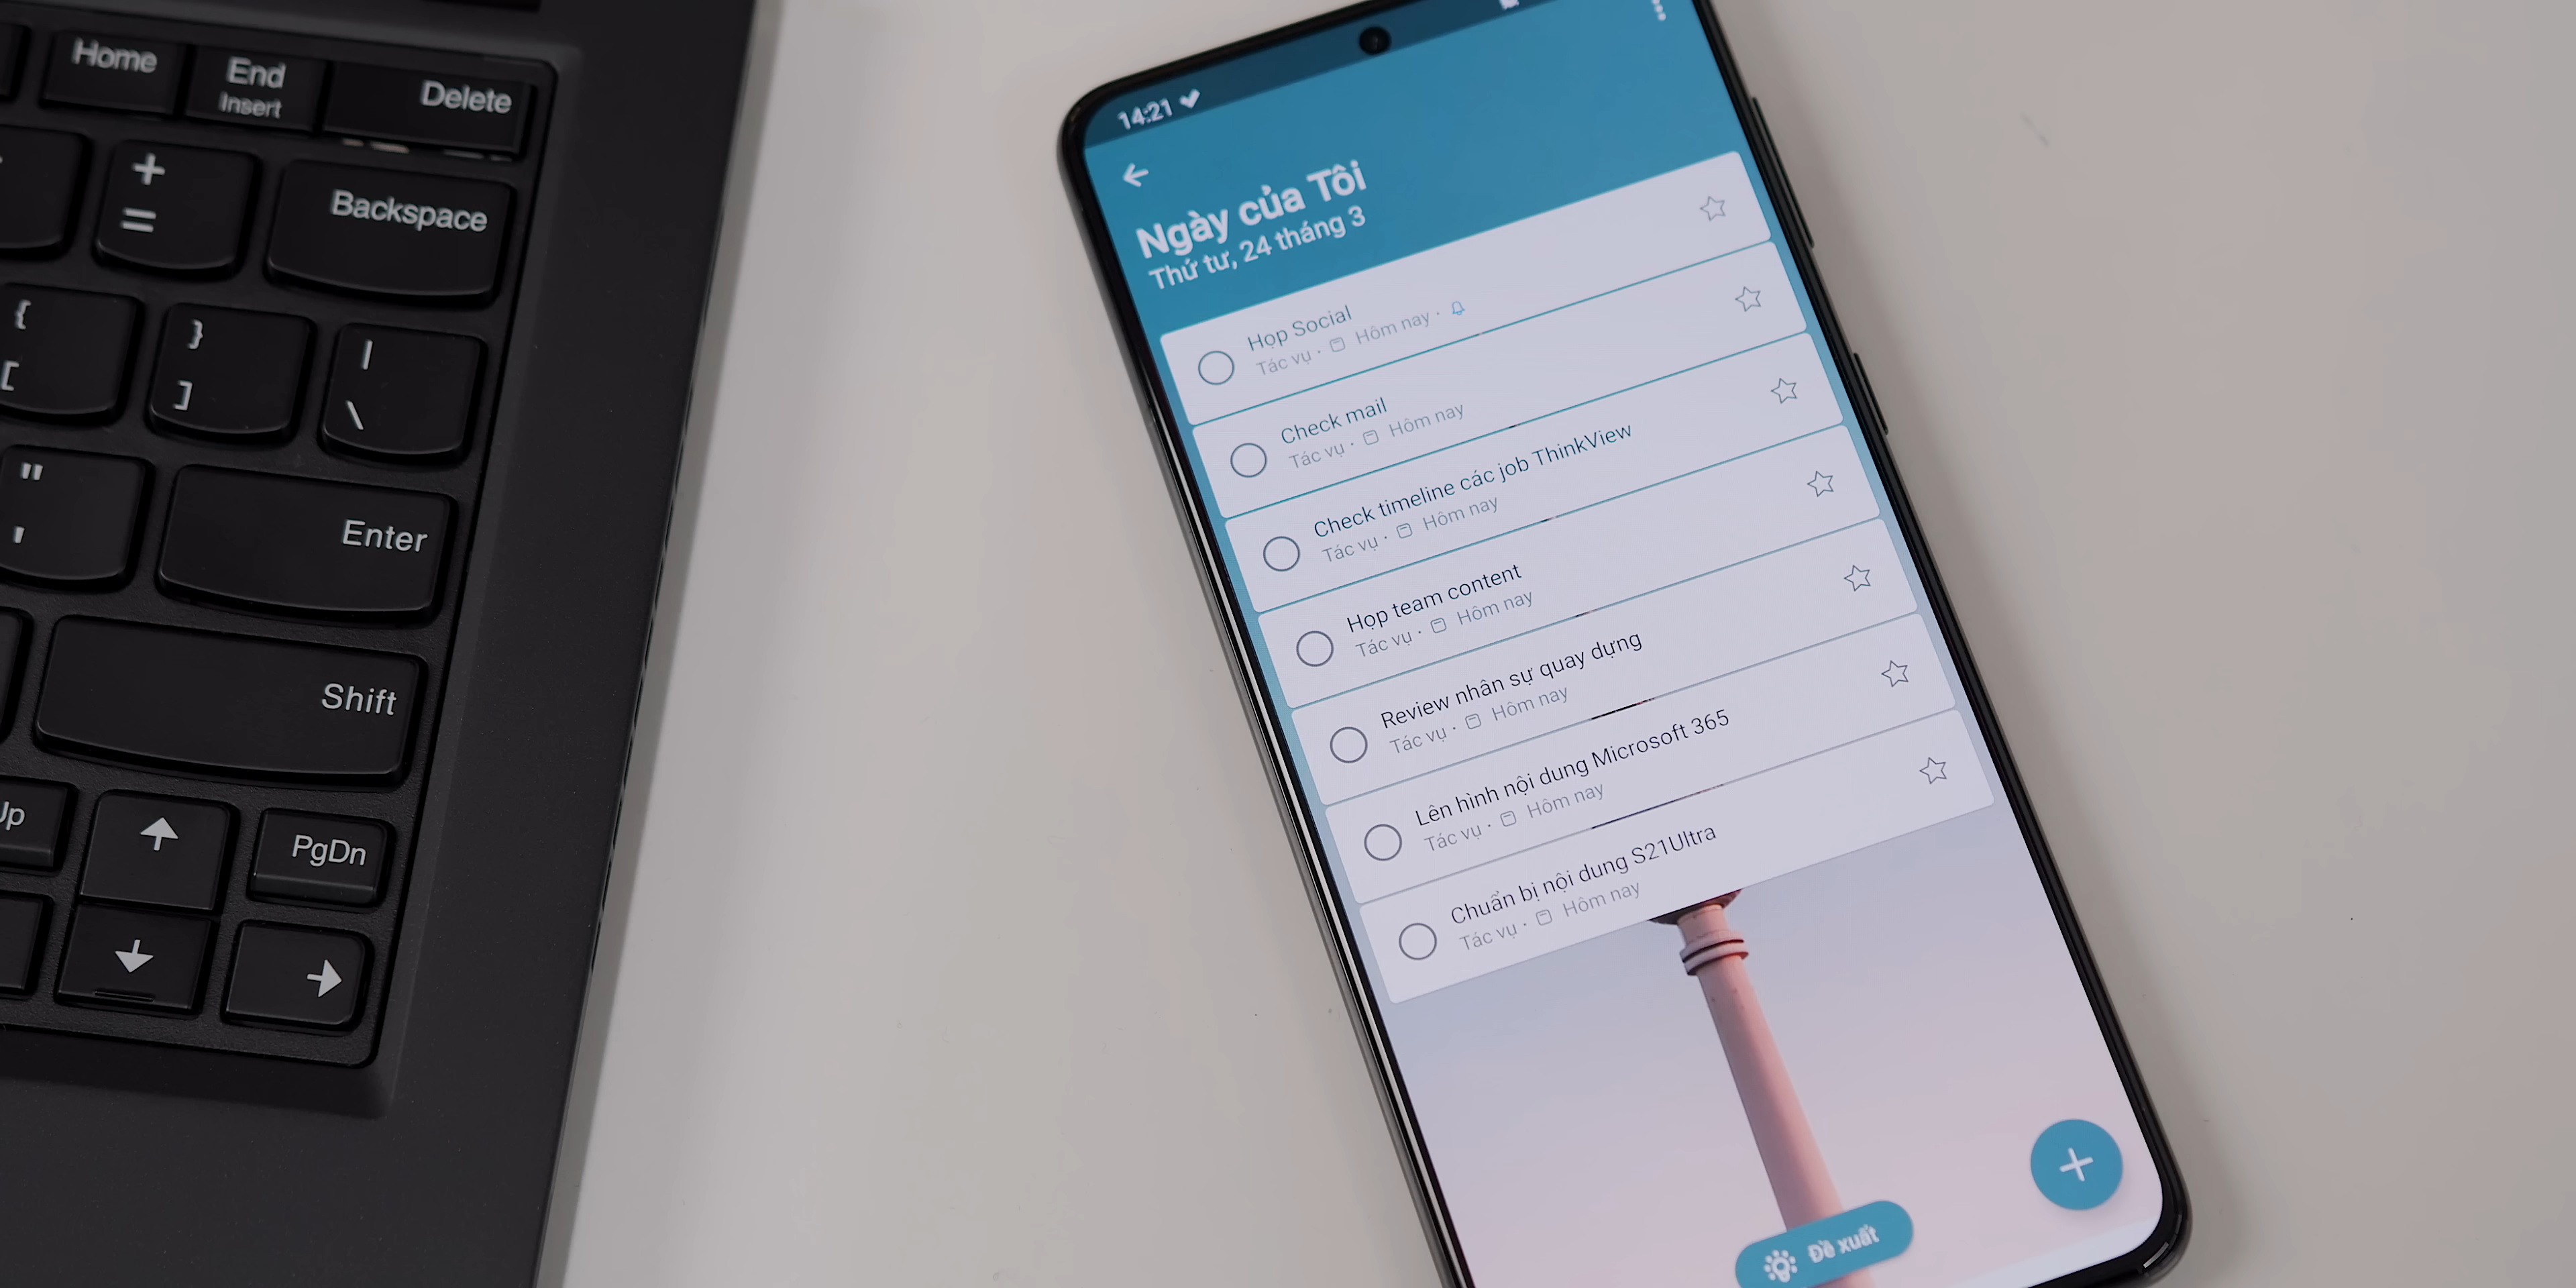 Home
End
Insert
Delete
+
=
Backspace
{
[
}
]
|
\
"
'
Enter
Shift
PgDn
14:21
Ngày của Tôi
Thứ tư, 24 tháng 3
Họp Social
Tác vụ · Hôm nay ·
Check mail
Tác vụ · Hôm nay
Check timeline các job ThinkView
Tác vụ · Hôm nay
Họp team content
Tác vụ · Hôm nay
Review nhân sự quay dựng
Tác vụ · Hôm nay
Lên hình nội dung Microsoft 365
Tác vụ · Hôm nay
Chuẩn bị nội dung S21Ultra
Tác vụ · Hôm nay
Đề xuất